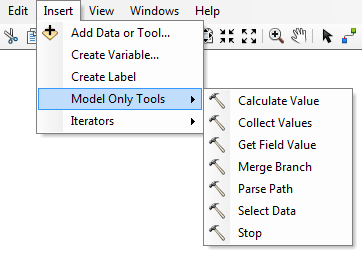 Edit Insert View Windows Help
Add Data or Tool...
Create Variable...
Create Label
Model Only Tools
Iterators
Calculate Value
Collect Values
Get Field Value
Merge Branch
Parse Path
Select Data
Stop